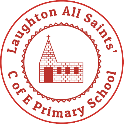 Laughton All Saints'
C of E Primary School